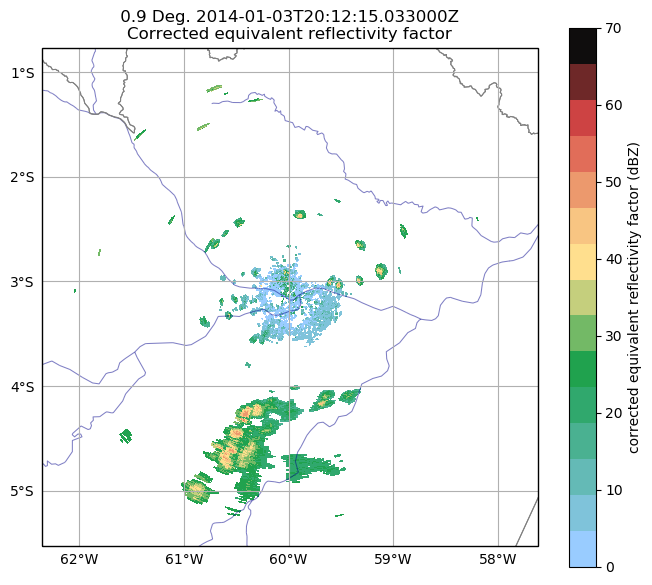 0.9 Deg. 2014-01-03T20:12:15.033000Z
Corrected equivalent reflectivity factor
1°S
2°S
3°S
4°S
5°S
62°W
61°W
60°W
59°W
58°W
70
60
50
40
30
20
10
0
corrected equivalent reflectivity factor (dBZ)